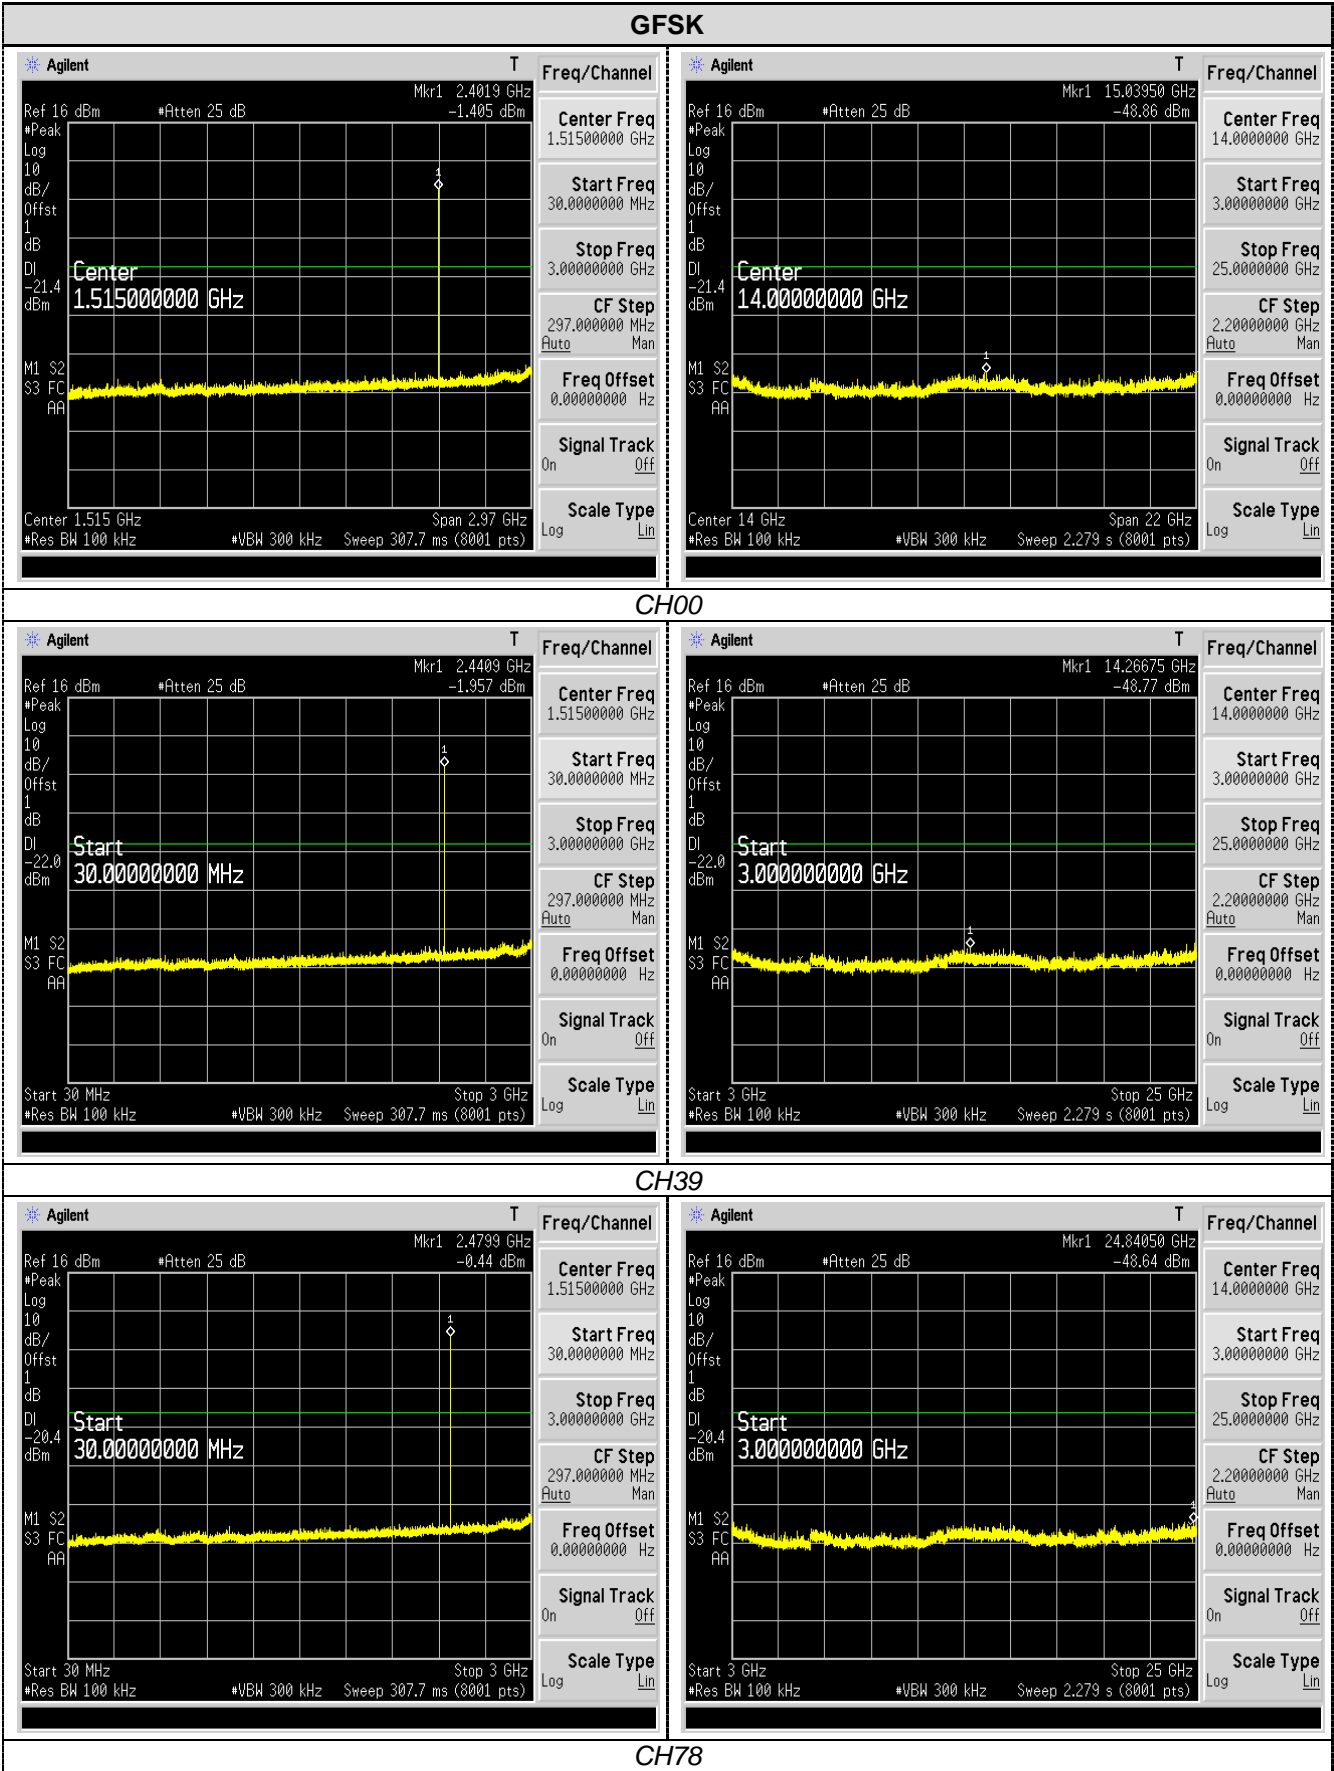 GFSK
Agilent T
Freq/Channel
Mkr1 2.4019 GHz
Ref 16 dBm #Atten 25 dB -1.405 dBm
#Peak
Log
10
dB/
Offst
1
dB
DI
-21.4
dBm
M1 S2
S3 FC
AA
1
Center
1.515000000 GHz
Center 1.515 GHz Span 2.97 GHz
#Res BW 100 kHz #VBW 300 kHz Sweep 307.7 ms (8001 pts)
Center Freq
1.51500000 GHz
Start Freq
30.0000000 MHz
Stop Freq
3.00000000 GHz
CF Step
297.000000 MHz
Auto Man
Freq Offset
0.00000000 Hz
Signal Track
On Off
Scale Type
Log Lin
Agilent T
Freq/Channel
Mkr1 15.03950 GHz
Ref 16 dBm #Atten 25 dB -48.86 dBm
#Peak
Log
10
dB/
Offst
1
dB
DI
-21.4
dBm
M1 S2
S3 FC
AA
1
Center
14.00000000 GHz
Center 14 GHz Span 22 GHz
#Res BW 100 kHz #VBW 300 kHz Sweep 2.279 s (8001 pts)
Center Freq
14.0000000 GHz
Start Freq
3.00000000 GHz
Stop Freq
25.0000000 GHz
CF Step
2.20000000 GHz
Auto Man
Freq Offset
0.00000000 Hz
Signal Track
On Off
Scale Type
Log Lin
CH00
Agilent T
Freq/Channel
Mkr1 2.4409 GHz
Ref 16 dBm #Atten 25 dB -1.957 dBm
#Peak
Log
10
dB/
Offst
1
dB
DI
-22.0
dBm
M1 S2
S3 FC
AA
1
Start
30.00000000 MHz
Start 30 MHz Stop 3 GHz
#Res BW 100 kHz #VBW 300 kHz Sweep 307.7 ms (8001 pts)
Center Freq
1.51500000 GHz
Start Freq
30.0000000 MHz
Stop Freq
3.00000000 GHz
CF Step
297.000000 MHz
Auto Man
Freq Offset
0.00000000 Hz
Signal Track
On Off
Scale Type
Log Lin
Agilent T
Freq/Channel
Mkr1 14.26675 GHz
Ref 16 dBm #Atten 25 dB -48.77 dBm
#Peak
Log
10
dB/
Offst
1
dB
DI
-22.0
dBm
M1 S2
S3 FC
AA
1
Start
3.000000000 GHz
Start 3 GHz Stop 25 GHz
#Res BW 100 kHz #VBW 300 kHz Sweep 2.279 s (8001 pts)
Center Freq
14.0000000 GHz
Start Freq
3.00000000 GHz
Stop Freq
25.0000000 GHz
CF Step
2.20000000 GHz
Auto Man
Freq Offset
0.00000000 Hz
Signal Track
On Off
Scale Type
Log Lin
CH39
Agilent T
Freq/Channel
Mkr1 2.4799 GHz
Ref 16 dBm #Atten 25 dB -0.44 dBm
#Peak
Log
10
dB/
Offst
1
dB
DI
-20.4
dBm
M1 S2
S3 FC
AA
1
Start
30.00000000 MHz
Start 30 MHz Stop 3 GHz
#Res BW 100 kHz #VBW 300 kHz Sweep 307.7 ms (8001 pts)
Center Freq
1.51500000 GHz
Start Freq
30.0000000 MHz
Stop Freq
3.00000000 GHz
CF Step
297.000000 MHz
Auto Man
Freq Offset
0.00000000 Hz
Signal Track
On Off
Scale Type
Log Lin
Agilent T
Freq/Channel
Mkr1 24.84050 GHz
Ref 16 dBm #Atten 25 dB -48.64 dBm
#Peak
Log
10
dB/
Offst
1
dB
DI
-20.4
dBm
M1 S2
S3 FC
AA
1
Start
3.000000000 GHz
Start 3 GHz Stop 25 GHz
#Res BW 100 kHz #VBW 300 kHz Sweep 2.279 s (8001 pts)
Center Freq
14.0000000 GHz
Start Freq
3.00000000 GHz
Stop Freq
25.0000000 GHz
CF Step
2.20000000 GHz
Auto Man
Freq Offset
0.00000000 Hz
Signal Track
On Off
Scale Type
Log Lin
CH78